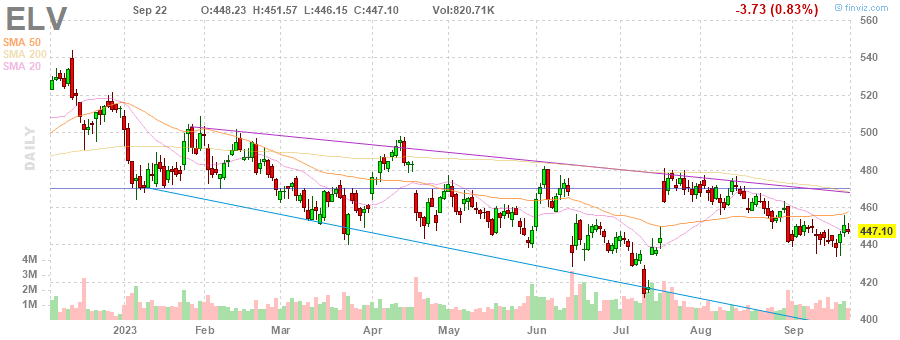 ELV Sep 22 O:448.23 H:451.57 L:446.15 C:447.10 Vol:820.71K -3.73 (0.83%) © finviz.com
SMA 50
SMA 200
SMA 20
DAILY
560
540
520
500
480
460
447.10
440
420
400
4M
3M
2M
1M
2023 Feb Mar Apr May Jun Jul Aug Sep